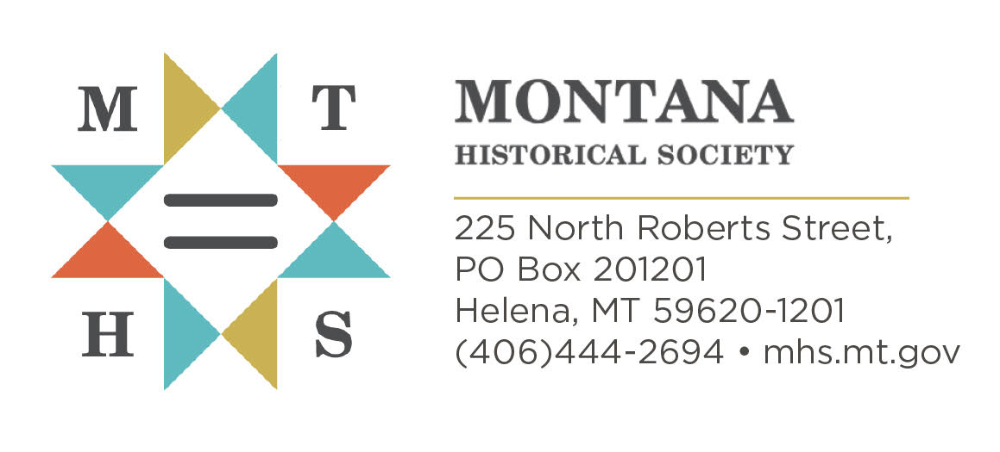 M T
H S
MONTANA
HISTORICAL SOCIETY
225 North Roberts Street,
PO Box 201201
Helena, MT 59620-1201
(406)444-2694 • mhs.mt.gov